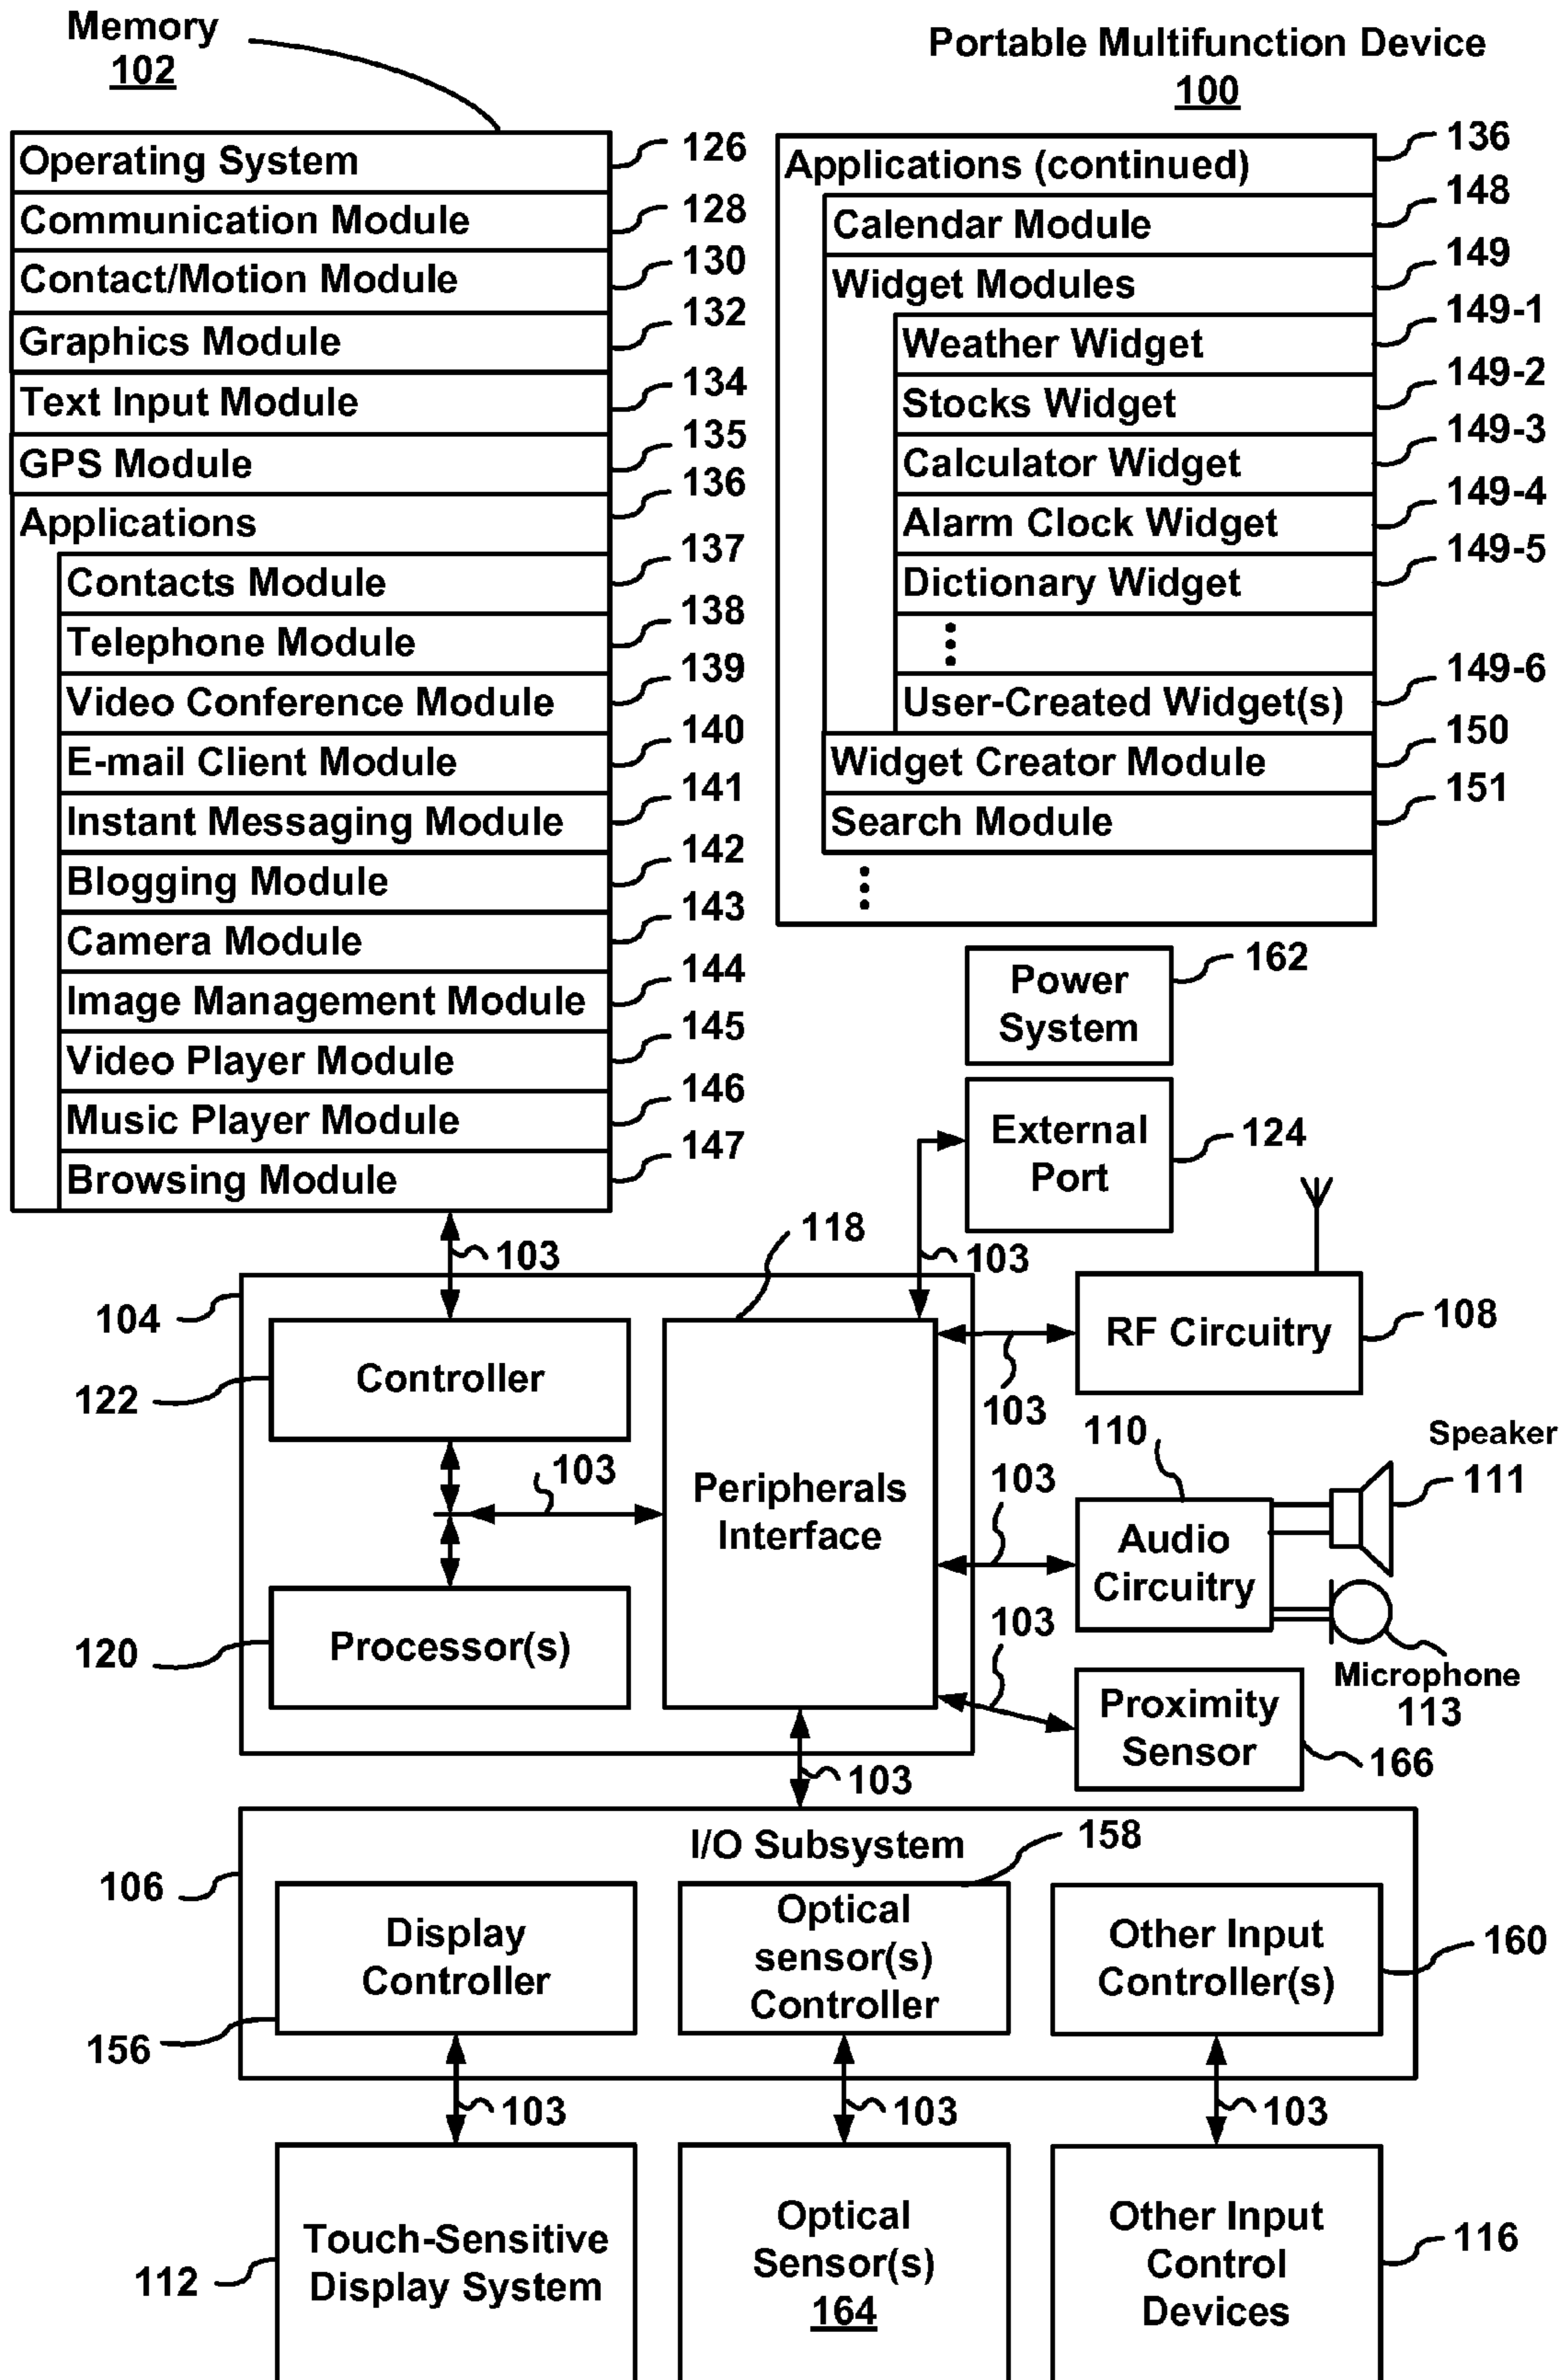 Memory
102
Portable Multifunction Device
100
Operating System
126
Communication Module
128
Contact/Motion Module
130
Graphics Module
132
Text Input Module
134
GPS Module
135
Applications
136
Contacts Module
137
Telephone Module
138
Video Conference Module
139
E-mail Client Module
140
Instant Messaging Module
141
Blogging Module
142
Camera Module
143
Image Management Module
144
Video Player Module
145
Music Player Module
146
Browsing Module
147
Applications (continued)
136
Calendar Module
148
Widget Modules
149
Weather Widget
149-1
Stocks Widget
149-2
Calculator Widget
149-3
Alarm Clock Widget
149-4
Dictionary Widget
149-5
User-Created Widget(s)
149-6
Widget Creator Module
150
Search Module
151
Power
System
162
External
Port
124
103
118
103
104
Controller
122
RF Circuitry
108
103
103
Peripherals
Interface
Processor(s)
120
110
103
Audio
Circuitry
Speaker
111
Microphone
113
103
Proximity
Sensor
166
103
I/O Subsystem
106
158
Display
Controller
156
Optical
sensor(s)
Controller
Other Input
Controller(s)
160
103
103
103
Touch-Sensitive
Display System
112
Optical
Sensor(s)
164
Other Input
Control
Devices
116